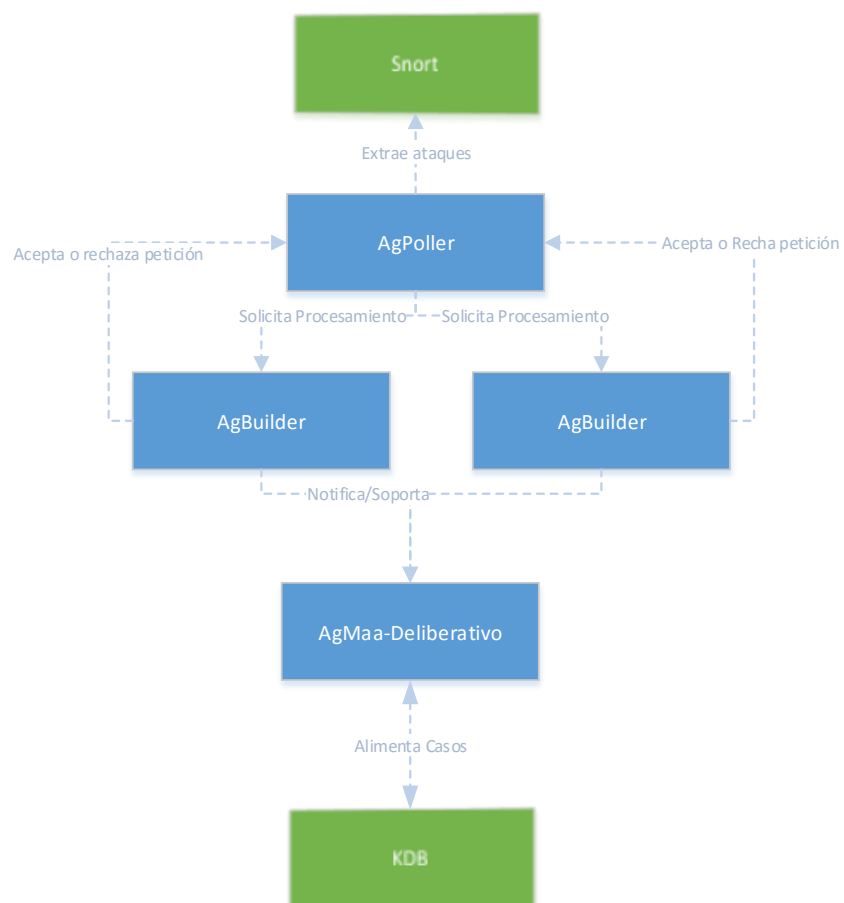 Snort
Extrae ataques
AgPoller
Acepta o rechaza petición
Acepta o Recha petición
Solicita Procesamiento
Solicita Procesamiento
AgBuilder
AgBuilder
Notifica/Soporta
AgMaa-Deliberativo
Alimenta Casos
KDB